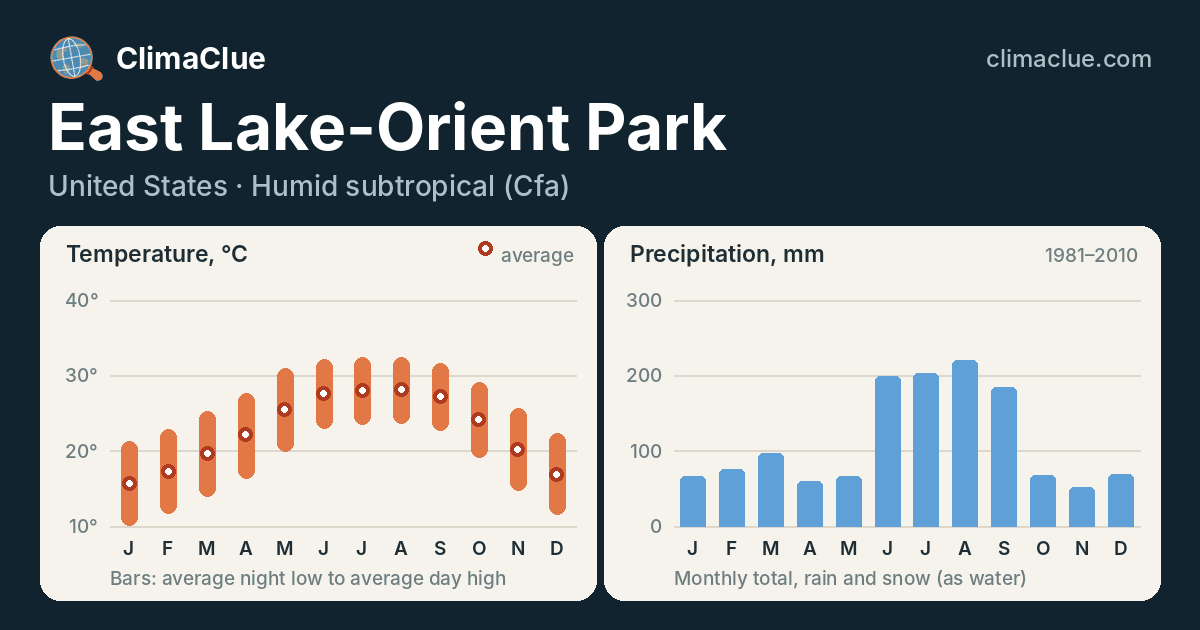 ClimaClue
climaclue.com
East Lake-Orient Park
United States · Humid subtropical (Cfa)
Temperature, °C
average
40°
30°
20°
10°
J F M A M J J A S O N D
Bars: average night low to average day high
Precipitation, mm
1981–2010
300
200
100
0
J F M A M J J A S O N D
Monthly total, rain and snow (as water)